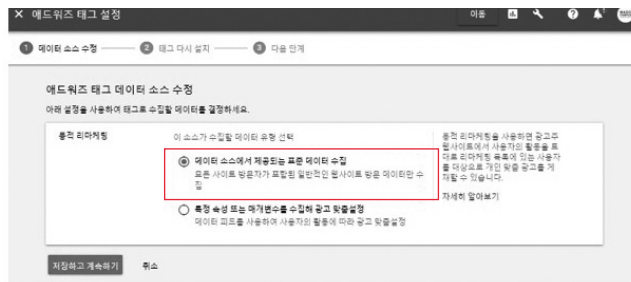 × 애드워즈 태그 설정
이동
1 데이터 소스 수정 2 태그 다시 설치 3 다음 단계
애드워즈 태그 데이터 소스 수정
아래 설정을 사용하여 태그로 수집할 데이터를 결정하세요.
동적 리마케팅
이 소스가 수집할 데이터 유형 선택
데이터 소스에서 제공되는 표준 데이터 수집
모든 사이트 방문자가 포함된 일반적인 웹사이트 방문 데이터만 수
집
특정 속성 또는 매개변수를 수집해 광고 맞춤설정
데이터 피드를 사용하여 사용자의 활동에 따라 광고 맞춤설정
동적 리마케팅을 사용하면 광고주
웹사이트에서 사용자의 활동을 토
대로 리마케팅 목록에 있는 사용자
를 대상으로 개인 맞춤 광고를 게
재할 수 있습니다.
자세히 알아보기
저장하고 계속하기 취소